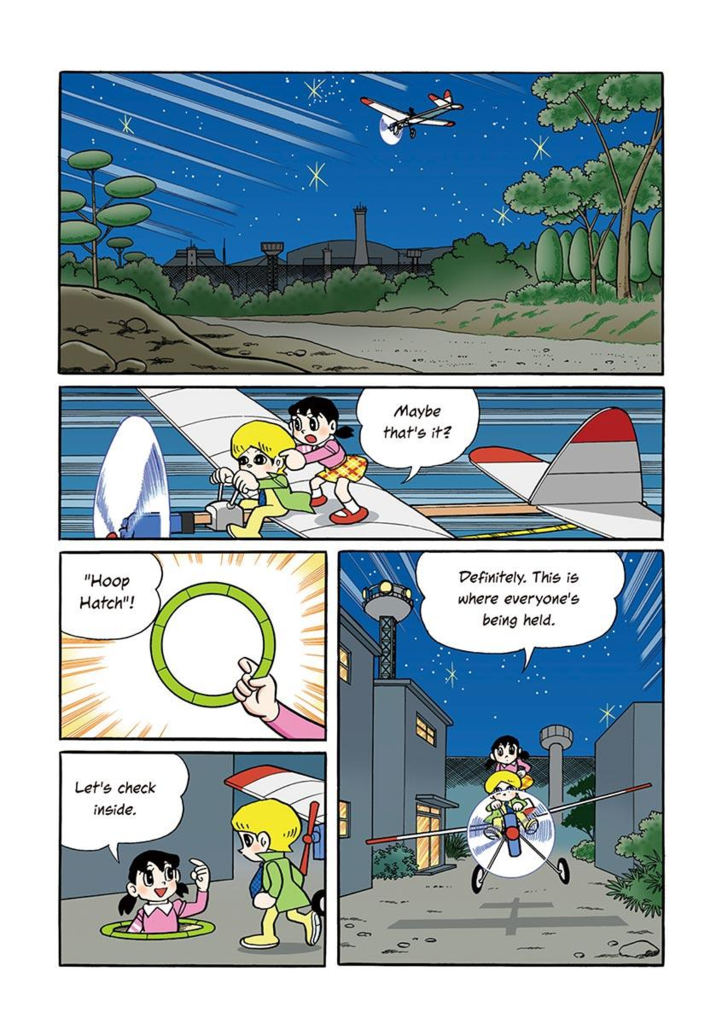 Maybe
that's it?
"Hoop
Hatch"!
Definitely. This is
where everyone's
being held.
Let's check
inside.